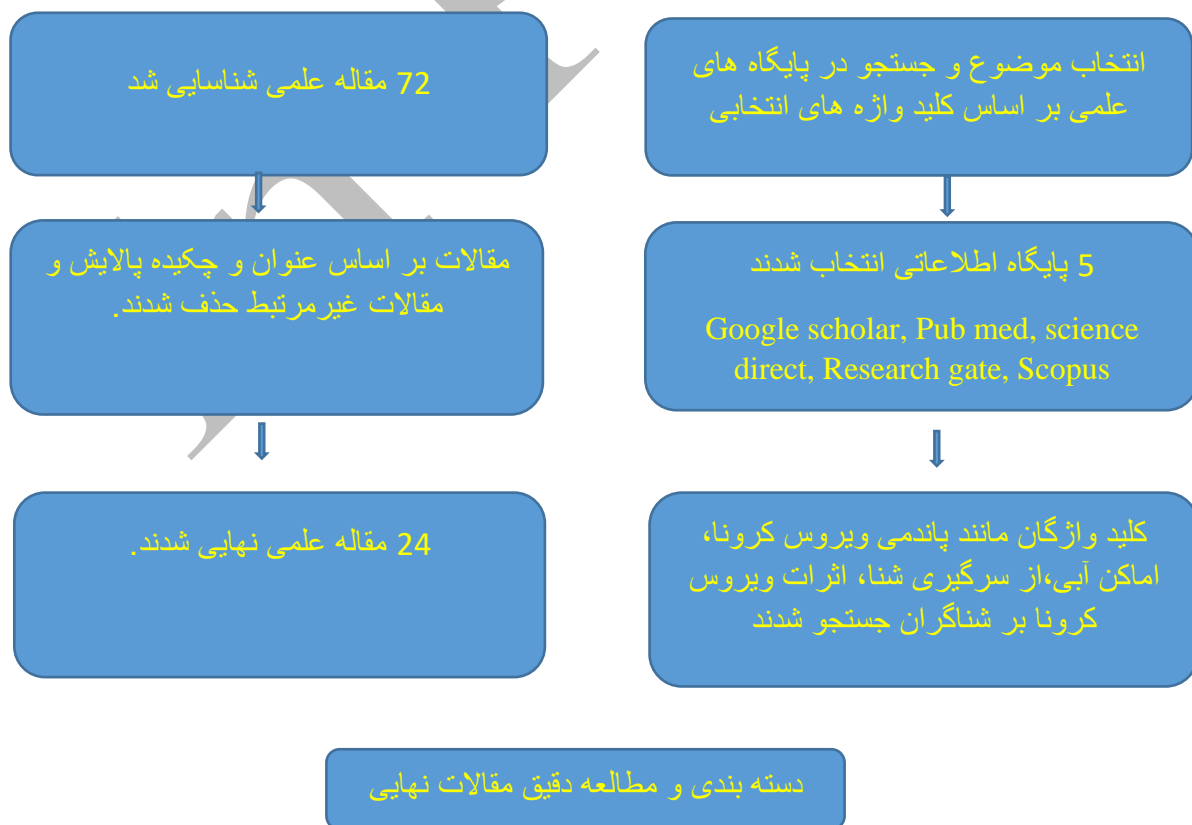 انتخاب موضوع و جستجو در پایگاه های
علمی بر اساس کلید واژه های انتخابی
5 پایگاه اطلاعاتی انتخاب شدند
Google scholar, Pub med, science
direct, Research gate, Scopus
کلید واژگان مانند پاندمی ویروس کرونا،
اماکن آبی،از سرگیری شنا، اثرات ویروس
کرونا بر شناگران جستجو شدند
72 مقاله علمی شناسایی شد
مقالات بر اساس عنوان و چکیده پالایش و
مقالات غیرمرتبط حذف شدند.
24 مقاله علمی نهایی شدند.
دسته بندی و مطالعه دقیق مقالات نهایی